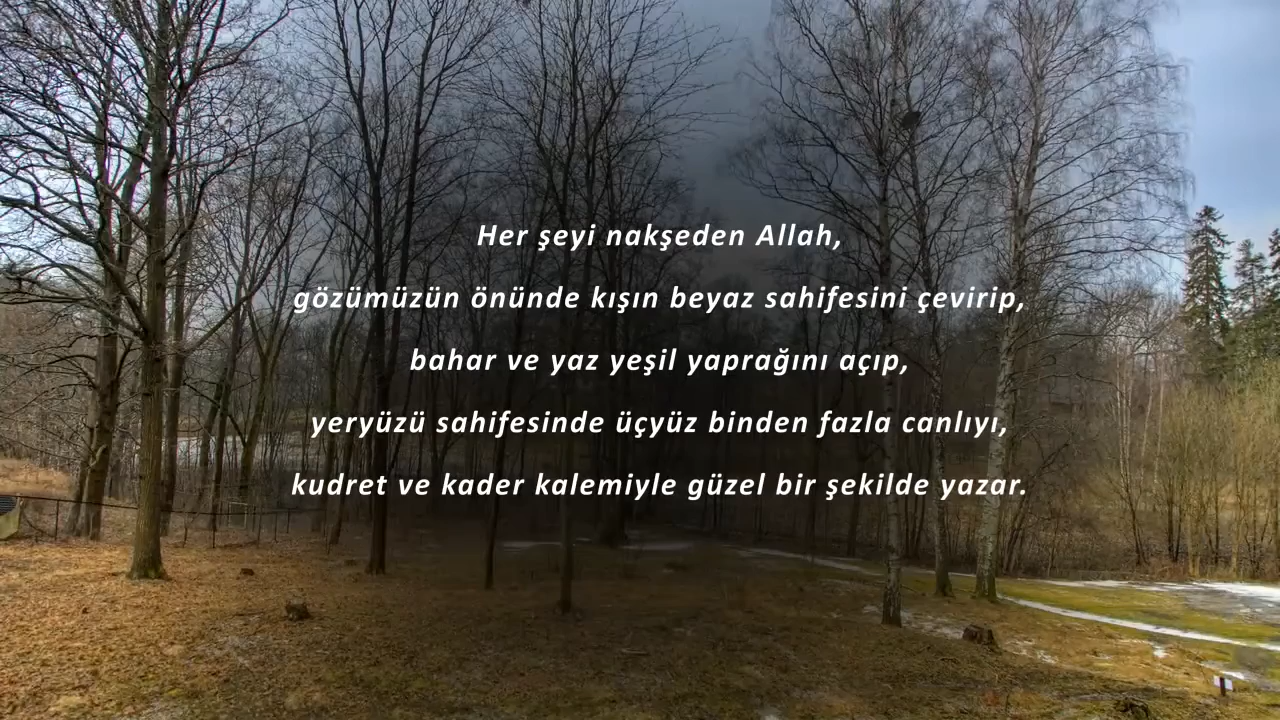 Her şeyi nakşeden Allah,
gözümüzün önünde kışın beyaz sahifesini çevirip,
bahar ve yaz yeşil yaprağını açıp,
yeryüzü sahifesinde üçyüz binden fazla canlıyı,
kudret ve kader kalemiyle güzel bir şekilde yazar.